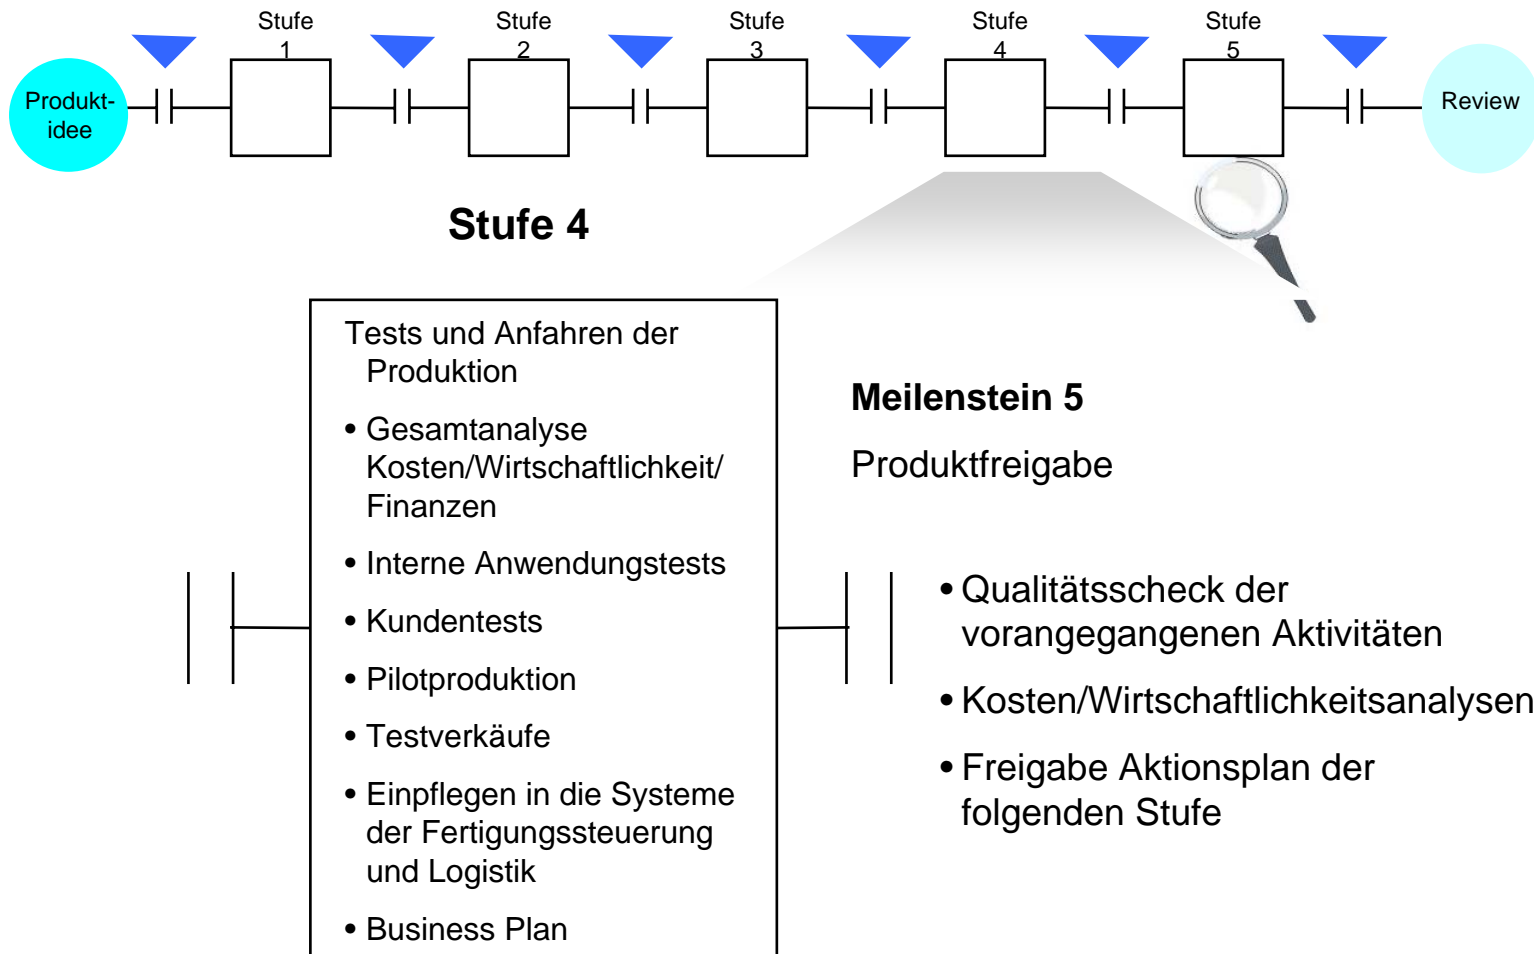 Stufe
1
Stufe
2
Stufe
3
Stufe
4
Stufe
5
Produkt-
idee
Review
Stufe 4
Tests und Anfahren der
Produktion
• Gesamtanalyse
Kosten/Wirtschaftlichkeit/
Finanzen
• Interne Anwendungstests
• Kundentests
• Pilotproduktion
• Testverkäufe
• Einpflegen in die Systeme
der Fertigungssteuerung
und Logistik
• Business Plan
Meilenstein 5
Produktfreigabe
• Qualitätsscheck der
vorangegangenen Aktivitäten
• Kosten/Wirtschaftlichkeitsanalysen
• Freigabe Aktionsplan der
folgenden Stufe